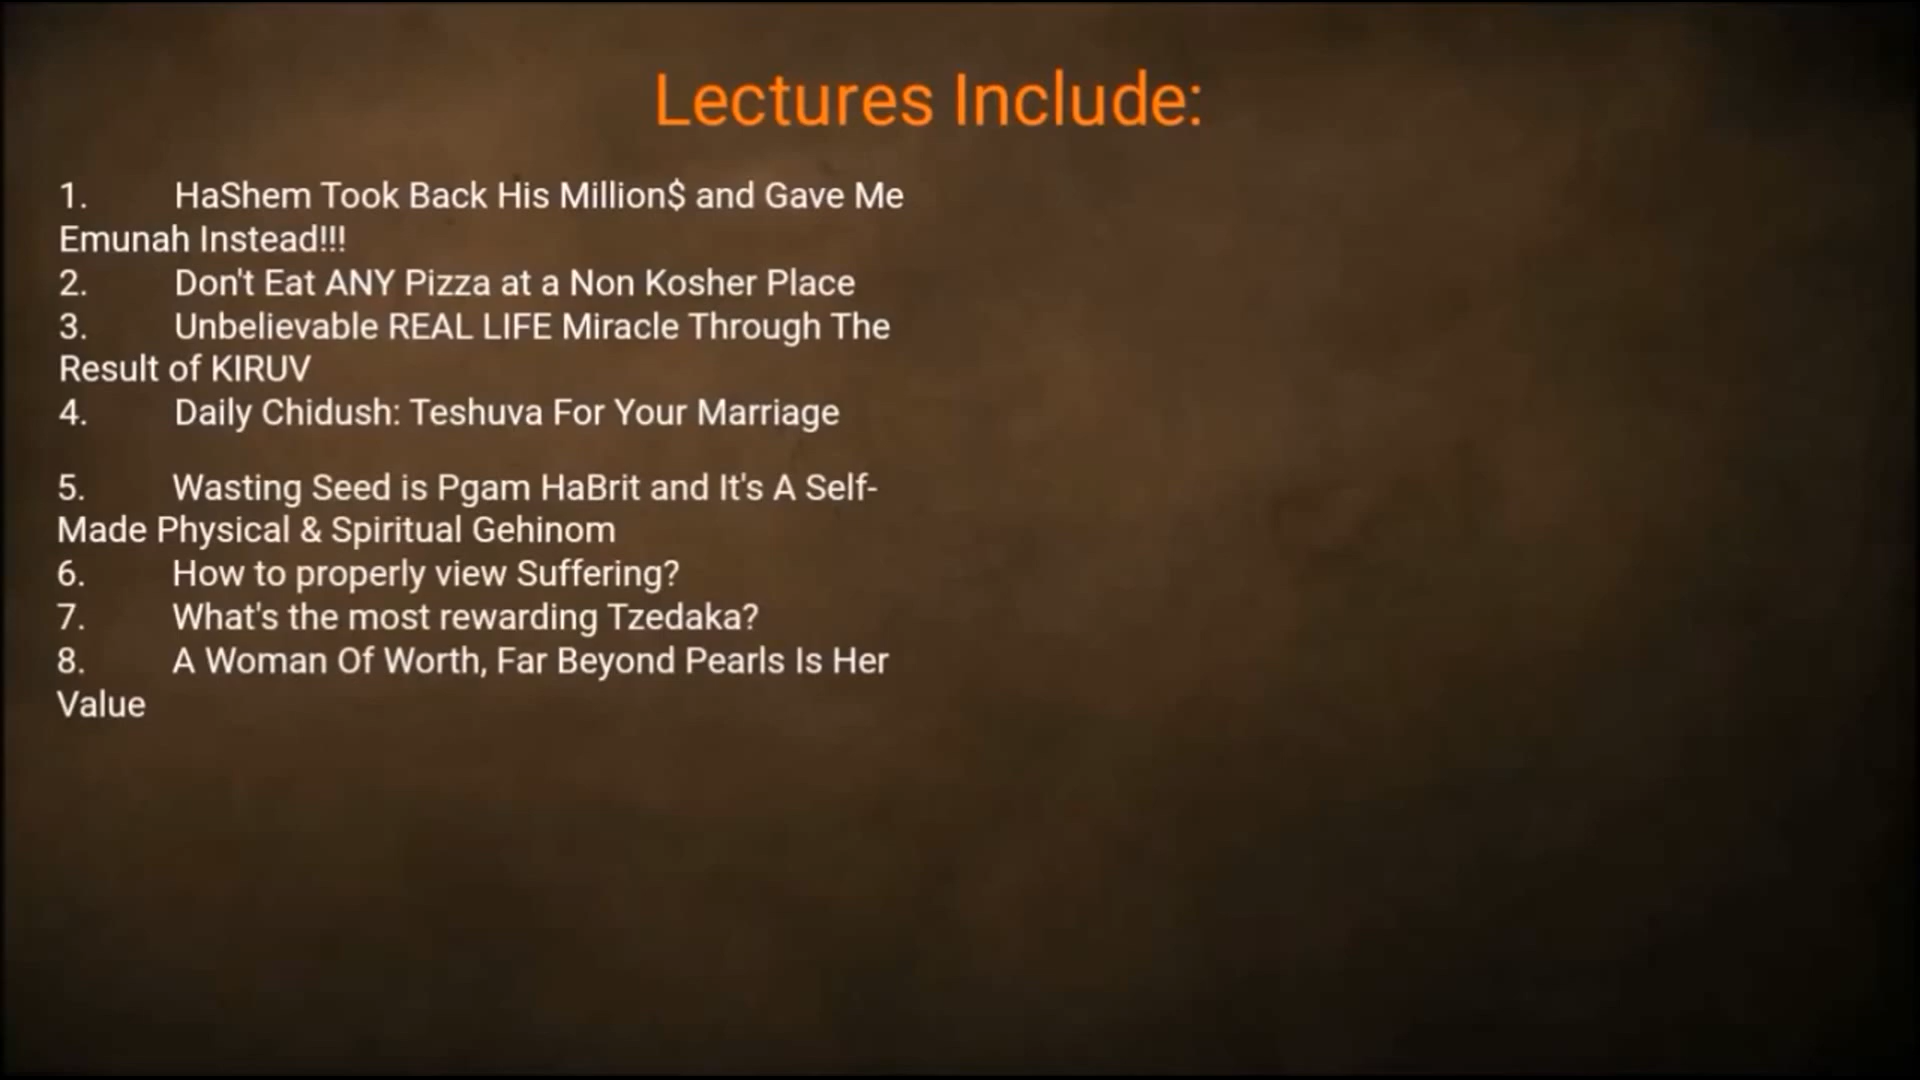 Lectures Include:
1. HaShem Took Back His Million$ and Gave Me
Emunah Instead!!!
2. Don't Eat ANY Pizza at a Non Kosher Place
3. Unbelievable REAL LIFE Miracle Through The
Result of KIRUV
4. Daily Chidush: Teshuva For Your Marriage
5. Wasting Seed is Pgam HaBrit and It's A Self-
Made Physical & Spiritual Gehinom
6. How to properly view Suffering?
7. What's the most rewarding Tzedaka?
8. A Woman Of Worth, Far Beyond Pearls Is Her
Value